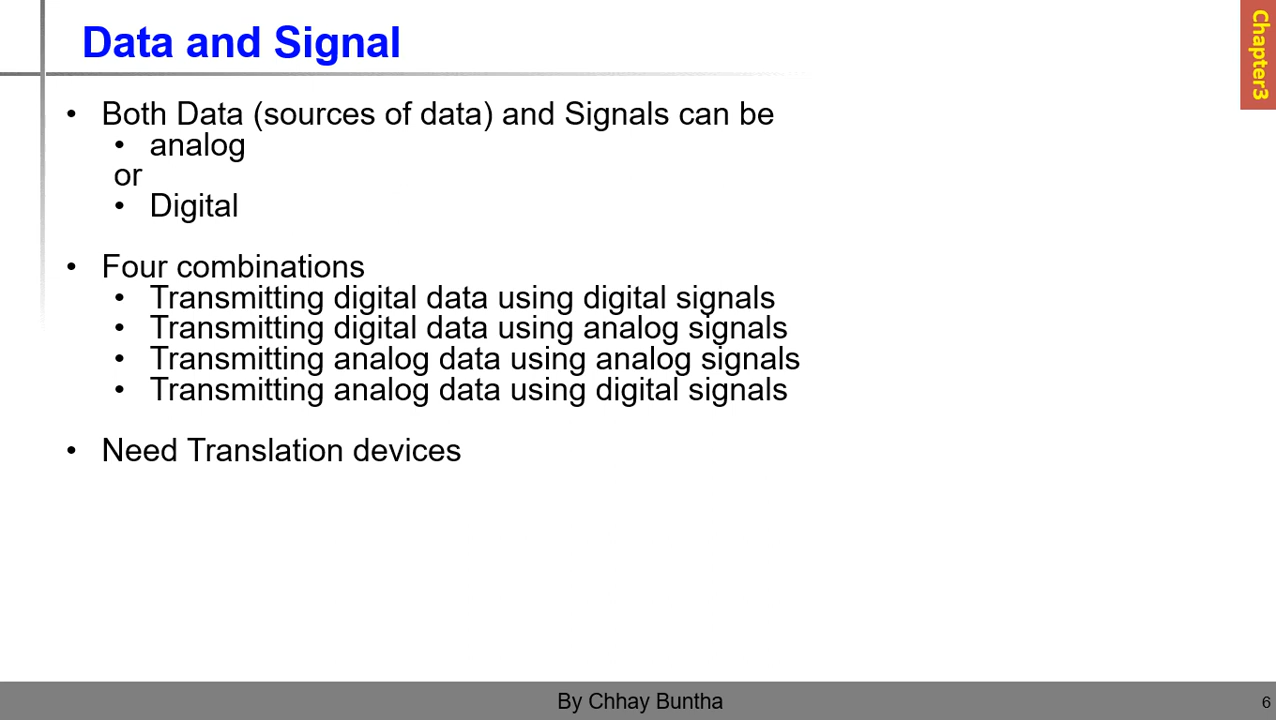 Data and Signal
Chapter3
• Both Data (sources of data) and Signals can be
• analog
or
• Digital
• Four combinations
• Transmitting digital data using digital signals
• Transmitting digital data using analog signals
• Transmitting analog data using analog signals
• Transmitting analog data using digital signals
• Need Translation devices
By Chhay Buntha
6